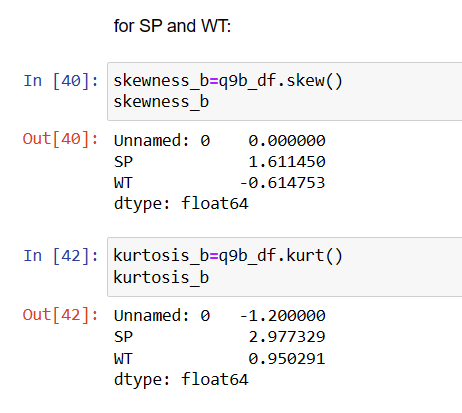 for SP and WT:
In [40]: skewness_b=q9b_df.skew()
skewness_b
Out[40]: Unnamed: 0    0.000000
SP            1.611450
WT           -0.614753
dtype: float64
In [42]: kurtosis_b=q9b_df.kurt()
kurtosis_b
Out[42]: Unnamed: 0   -1.200000
SP            2.977329
WT            0.950291
dtype: float64